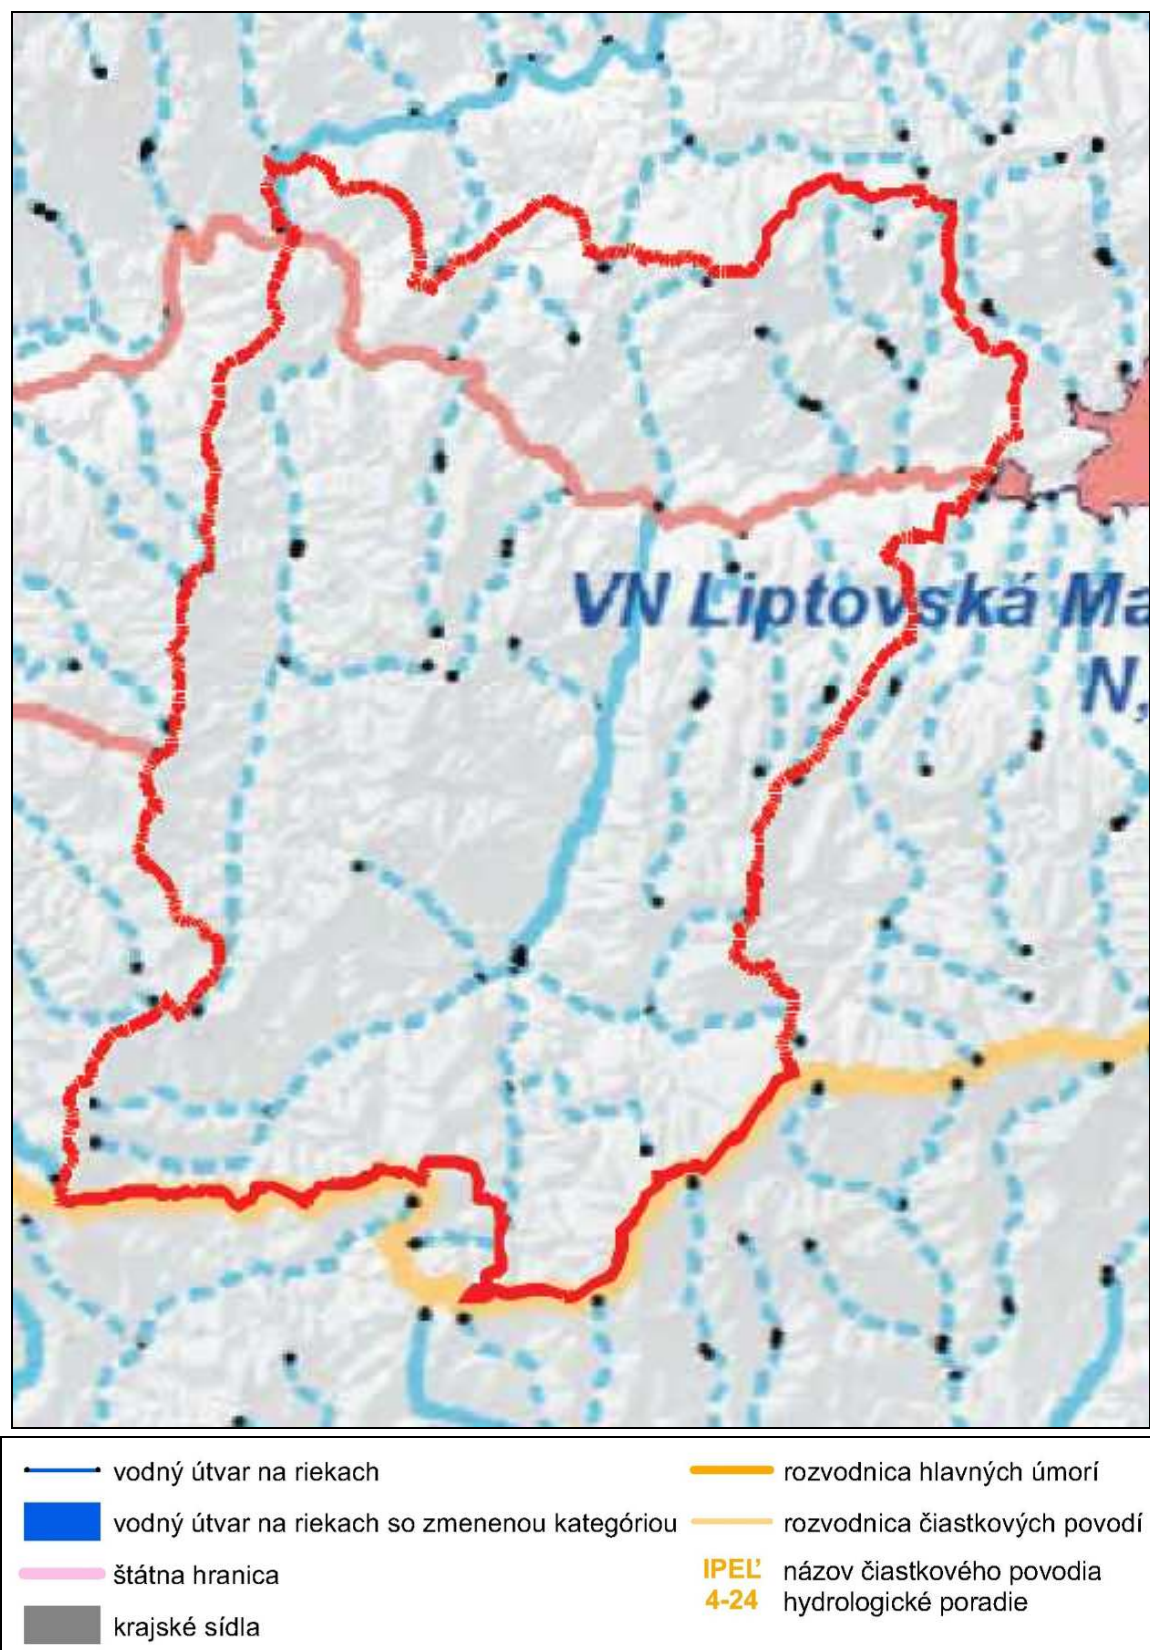 VN Liptovská Ma
N,
vodný útvar na riekach
vodný útvar na riekach so zmenenou kategóriou
štátna hranica
krajské sídla
rozvodnica hlavných úmorí
rozvodnica čiastkových povodí
IPEĽ názov čiastkového povodia
4-24 hydrologické poradie